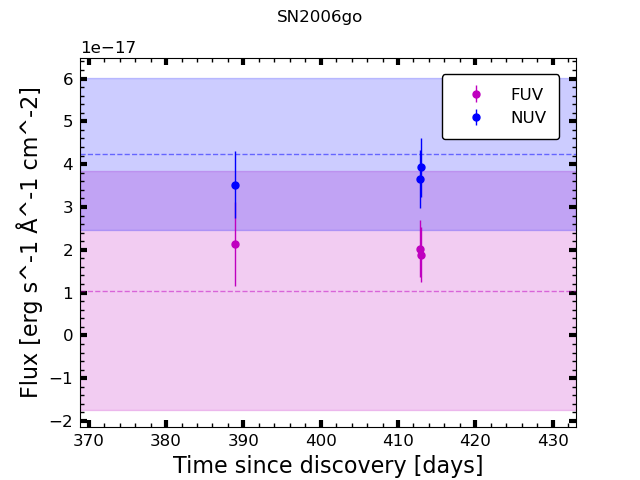 SN2006go
1e−17
FUV
NUV
6
5
4
3
2
1
0
−1
−2
370 380 390 400 410 420 430
Time since discovery [days]
Flux [erg s^-1 Å^-1 cm^-2]